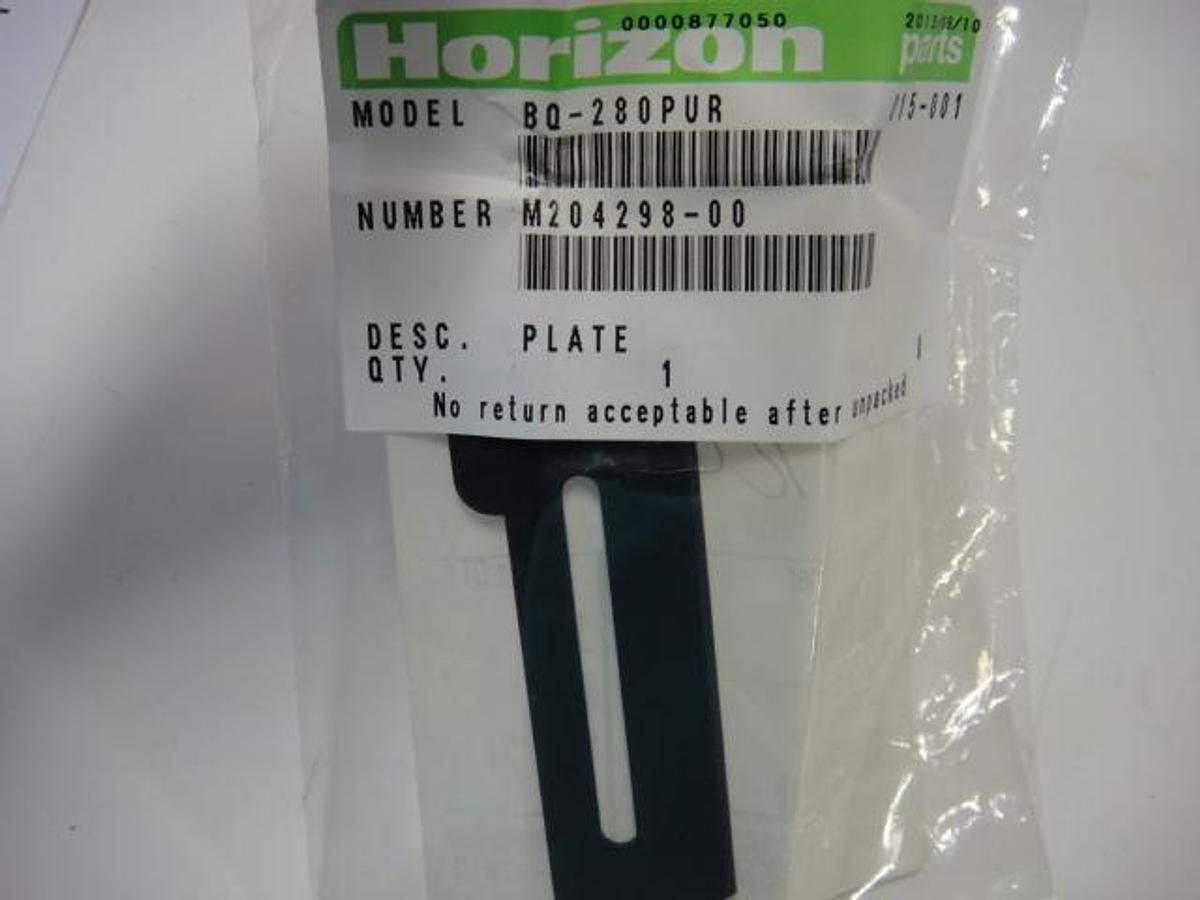 0000877050
Horizon parts
MODEL BQ-280PUR
NUMBER M204298-00
DESC. PLATE
QTY. 1
No return acceptable after unpacked